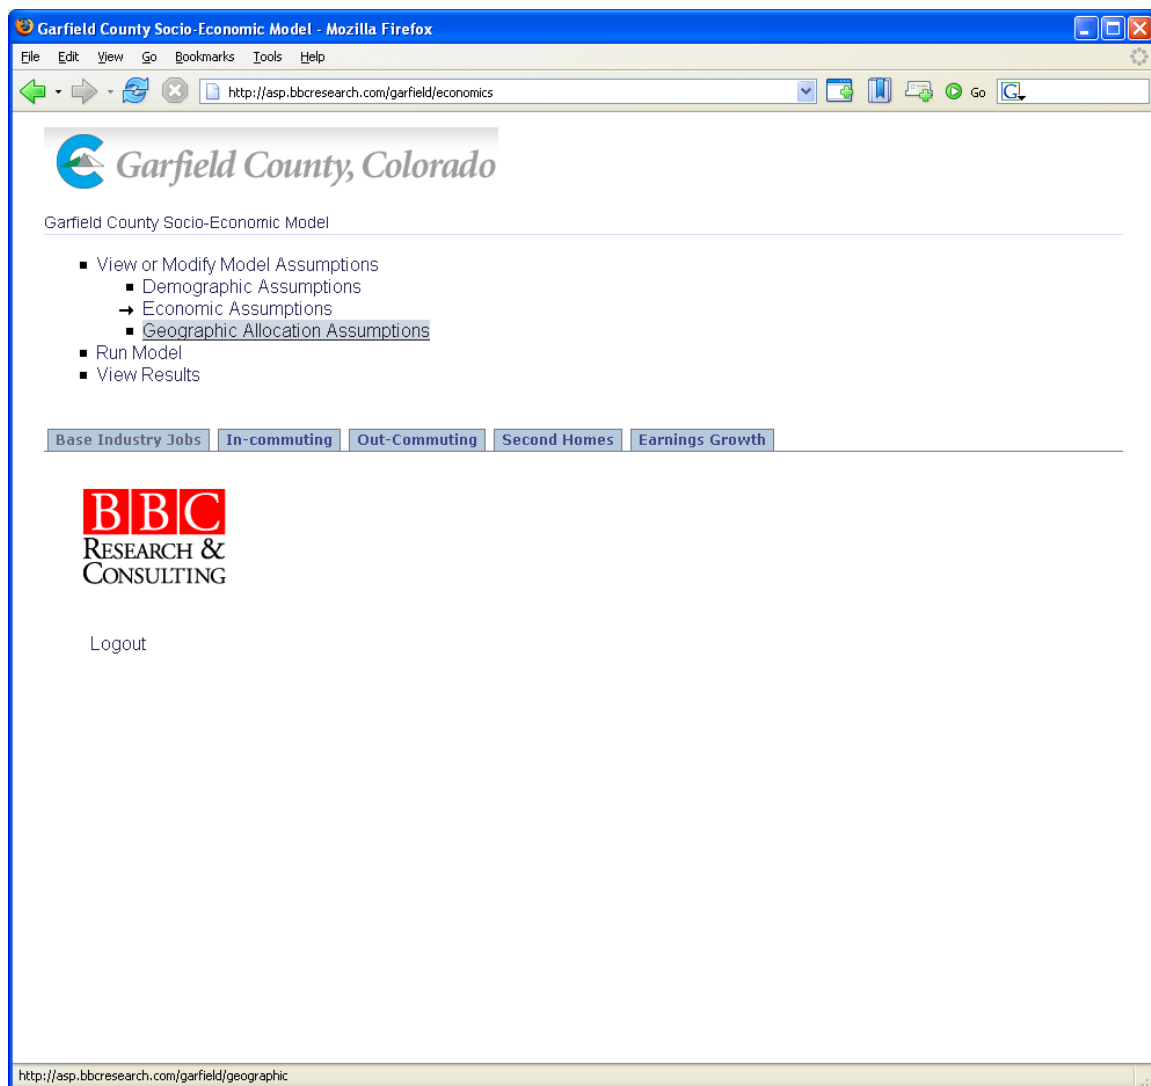 Garfield County Socio-Economic Model - Mozilla Firefox
File Edit View Go Bookmarks Tools Help
http://asp.bbcresearch.com/garfield/economics Go G
Garfield County, Colorado
Garfield County Socio-Economic Model
View or Modify Model Assumptions
Demographic Assumptions
Economic Assumptions
Geographic Allocation Assumptions
Run Model
View Results
Base Industry Jobs In-commuting Out-Commuting Second Homes Earnings Growth
BBC
RESEARCH &
CONSULTING
Logout
http://asp.bbcresearch.com/garfield/geographic